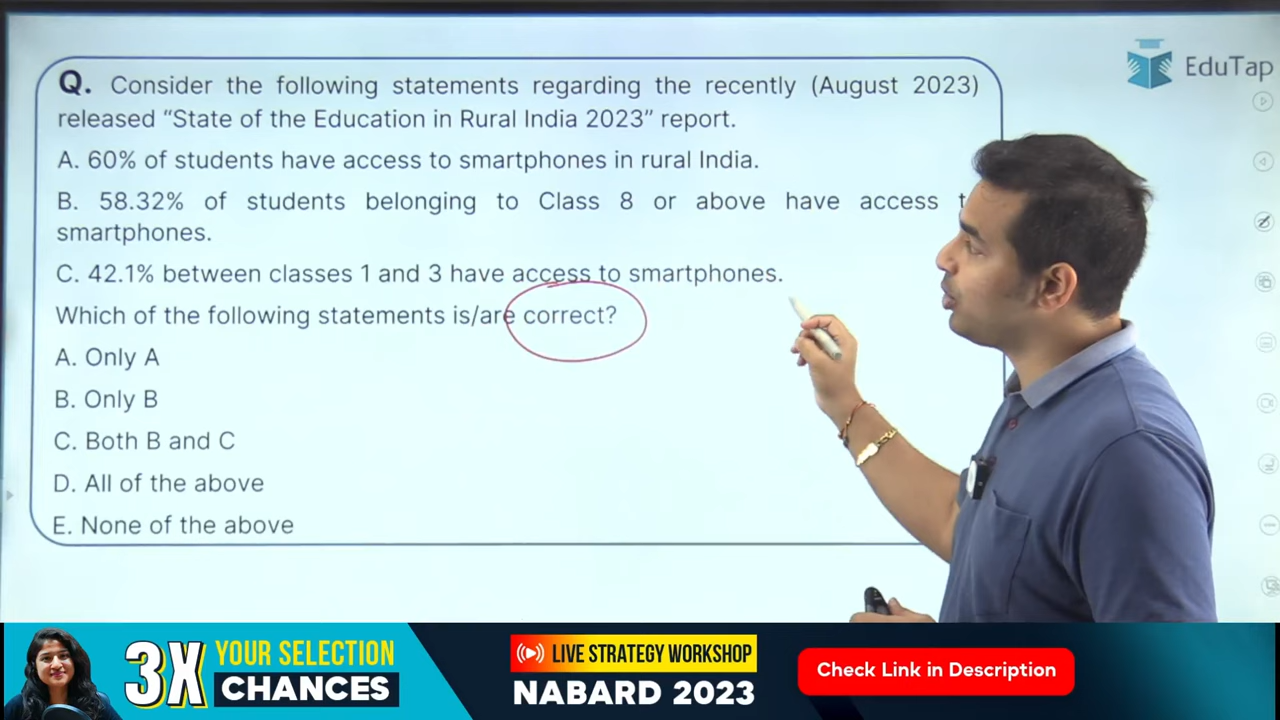 EduTap
Q. Consider the following statements regarding the recently (August 2023)
released “State of the Education in Rural India 2023” report.
A. 60% of students have access to smartphones in rural India.
B. 58.32% of students belonging to Class 8 or above have access
smartphones.
C. 42.1% between classes 1 and 3 have access to smartphones.
Which of the following statements is/are correct?
A. Only A
B. Only B
C. Both B and C
D. All of the above
E. None of the above
3X YOUR SELECTION
CHANCES
LIVE STRATEGY WORKSHOP
NABARD 2023
Check Link in Description